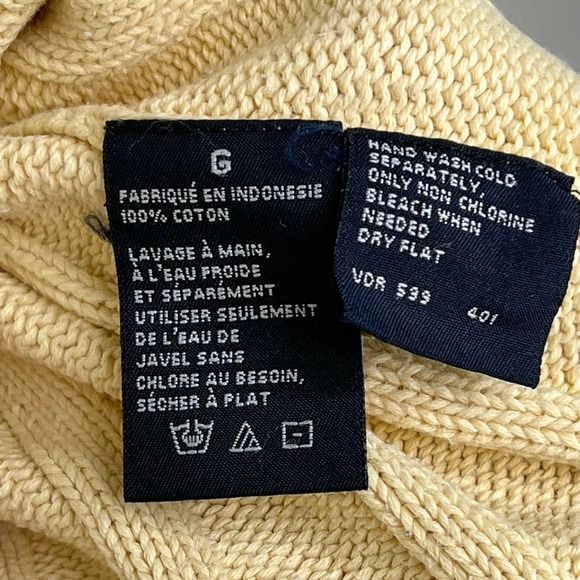 G
FABRIQUÉ EN INDONESIE
100% COTON
LAVAGE À MAIN,
À L'EAU FROIDE
ET SÉPARÉMENT
UTILISER SEULEMENT
DE L'EAU DE
JAVEL SANS
CHLORE AU BESOIN,
SÉCHER À PLAT
HAND WASH COLD
SEPARATELY,
ONLY NON CHLORINE
BLEACH WHEN
NEEDED
DRY FLAT
VDR 599 401